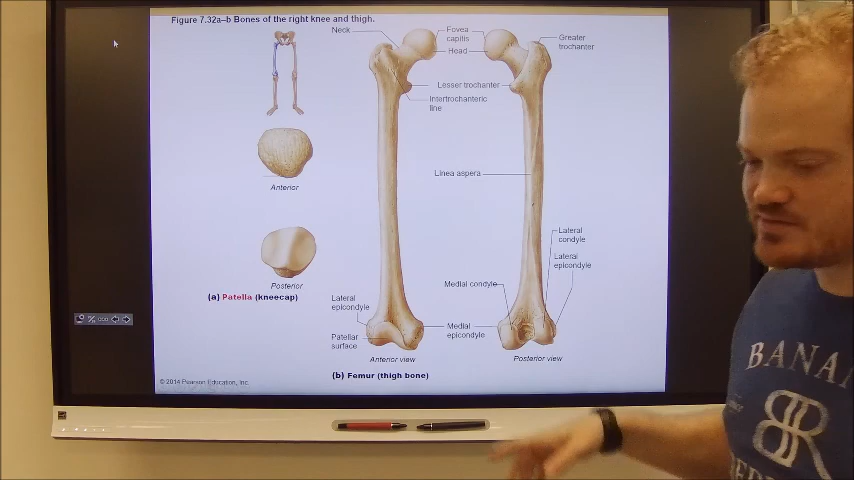 Figure 7.32a–b Bones of the right knee and thigh.
Neck
Fovea
capitis
Head
Greater
trochanter
Lesser trochanter
Intertrochanteric
line
Anterior
Linea aspera
Posterior
(a) Patella (kneecap)
Lateral
condyle
Lateral
epicondyle
Medial condyle
Lateral
epicondyle
Patellar
surface
Medial
epicondyle
Anterior view
Posterior view
(b) Femur (thigh bone)
© 2014 Pearson Education, Inc.
BANAN
BR